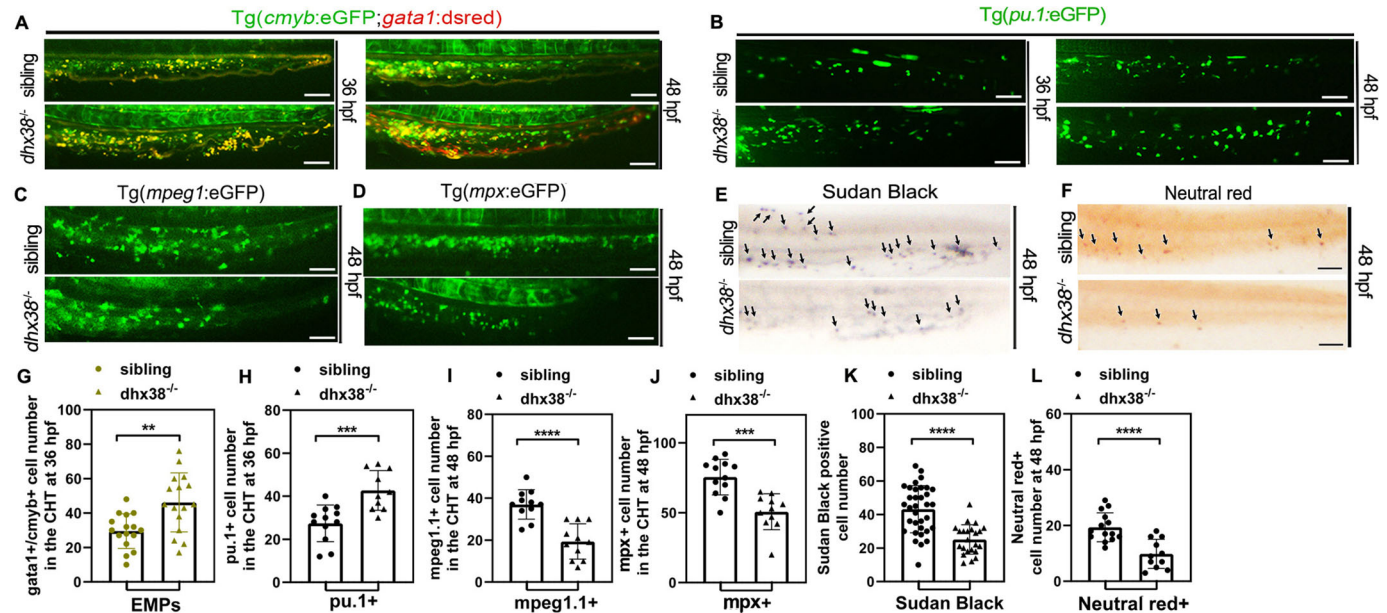 A
Tg(cmyb:eGFP;gata1:dsred)
sibling
dhx38-/-
36 hpf
48 hpf
B
Tg(pu.1:eGFP)
sibling
dhx38-/-
36 hpf
48 hpf
C
Tg(mpeg1:eGFP)
sibling
dhx38-/-
48 hpf
D
Tg(mpx:eGFP)
48 hpf
E
Sudan Black
sibling
dhx38-/-
48 hpf
F
Neutral red
sibling
dhx38-/-
48 hpf
G
sibling
dhx38-/-
gata1+/cmyb+ cell number
in the CHT at 36 hpf
100
80
60
40
20
0
**
EMPs
H
sibling
dhx38-/-
pu.1+ cell number
in the CHT at 36 hpf
80
60
40
20
0
***
pu.1+
I
sibling
dhx38-/-
mpeg1.1+ cell number
in the CHT at 48 hpf
80
60
40
20
0
****
mpeg1.1+
J
sibling
dhx38-/-
mpx+ cell number
in the CHT at 48 hpf
100
50
0
***
mpx+
K
sibling
dhx38-/-
Sudan Black positive
cell number
100
80
60
40
20
0
****
Sudan Black
L
sibling
dhx38-/-
Neutral red+
cell number at 48 hpf
60
40
20
0
****
Neutral red+